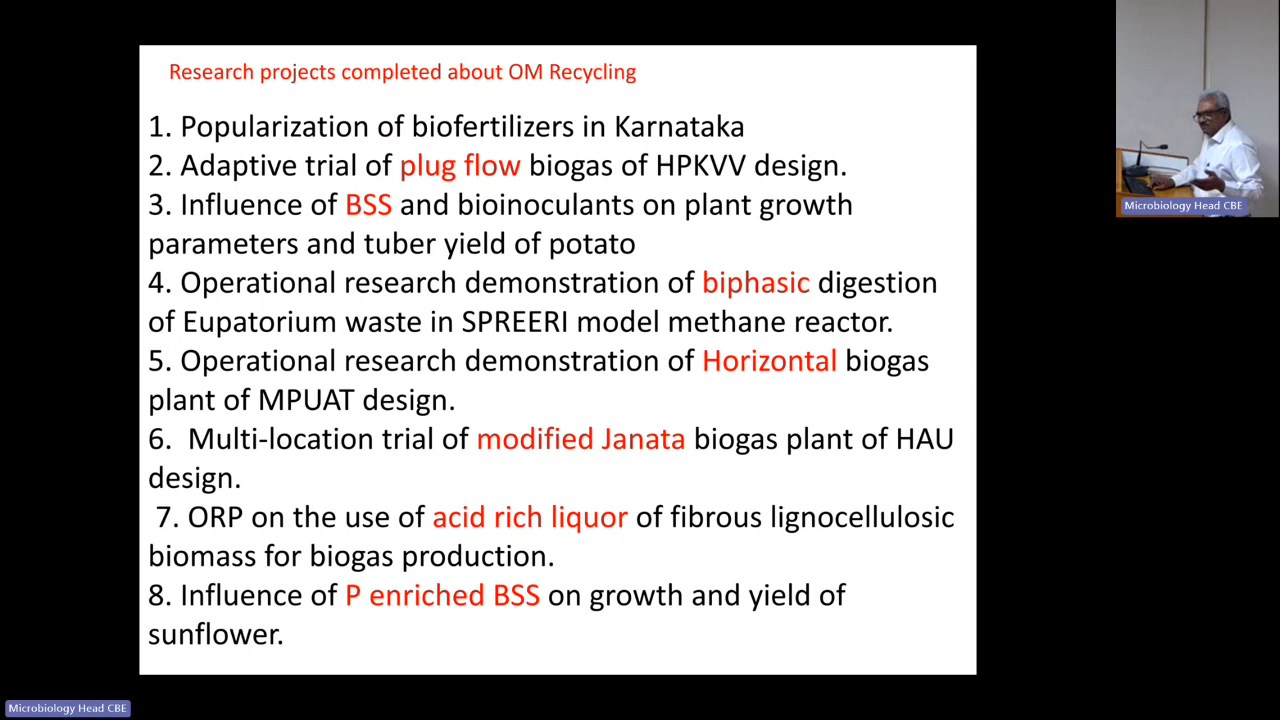 Research projects completed about OM Recycling
1. Popularization of biofertilizers in Karnataka
2. Adaptive trial of plug flow biogas of HPKVV design.
3. Influence of BSS and bioinoculants on plant growth
parameters and tuber yield of potato
4. Operational research demonstration of biphasic digestion
of Eupatorium waste in SPREERI model methane reactor.
5. Operational research demonstration of Horizontal biogas
plant of MPUAT design.
6. Multi-location trial of modified Janata biogas plant of HAU
design.
7. ORP on the use of acid rich liquor of fibrous lignocellulosic
biomass for biogas production.
8. Influence of P enriched BSS on growth and yield of
sunflower.
Microbiology Head CBE
Microbiology Head CBE